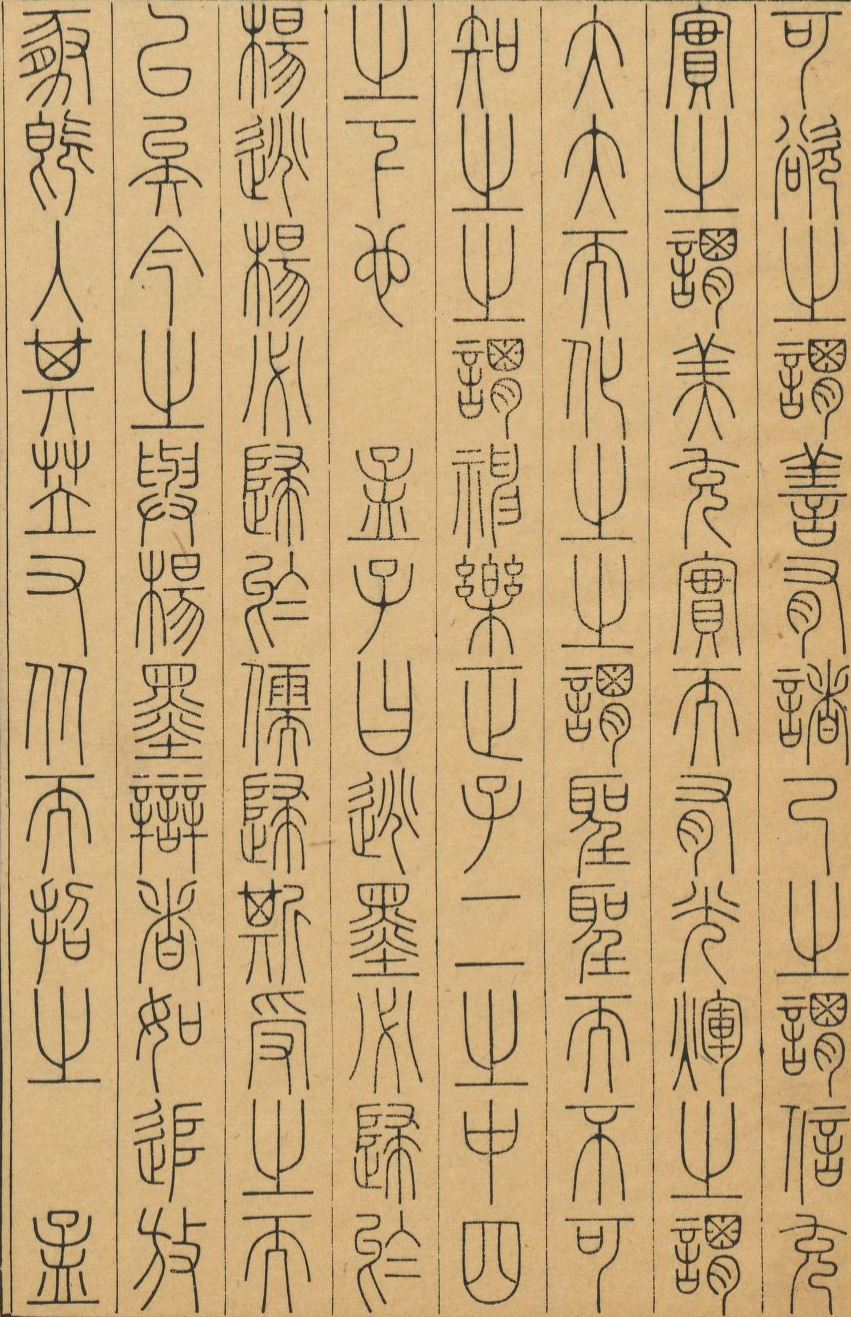 可欲之謂善有諸己之謂信充
實之謂美充實而有光輝之謂
大大而化之之謂聖聖而不可
知之之謂神樂正子二之中四
之下也　孟子曰逃墨必歸於
楊逃楊必歸於儒歸斯受之而
已矣今之與楊墨辯者如追放
豚既入其苙又从而招之　孟